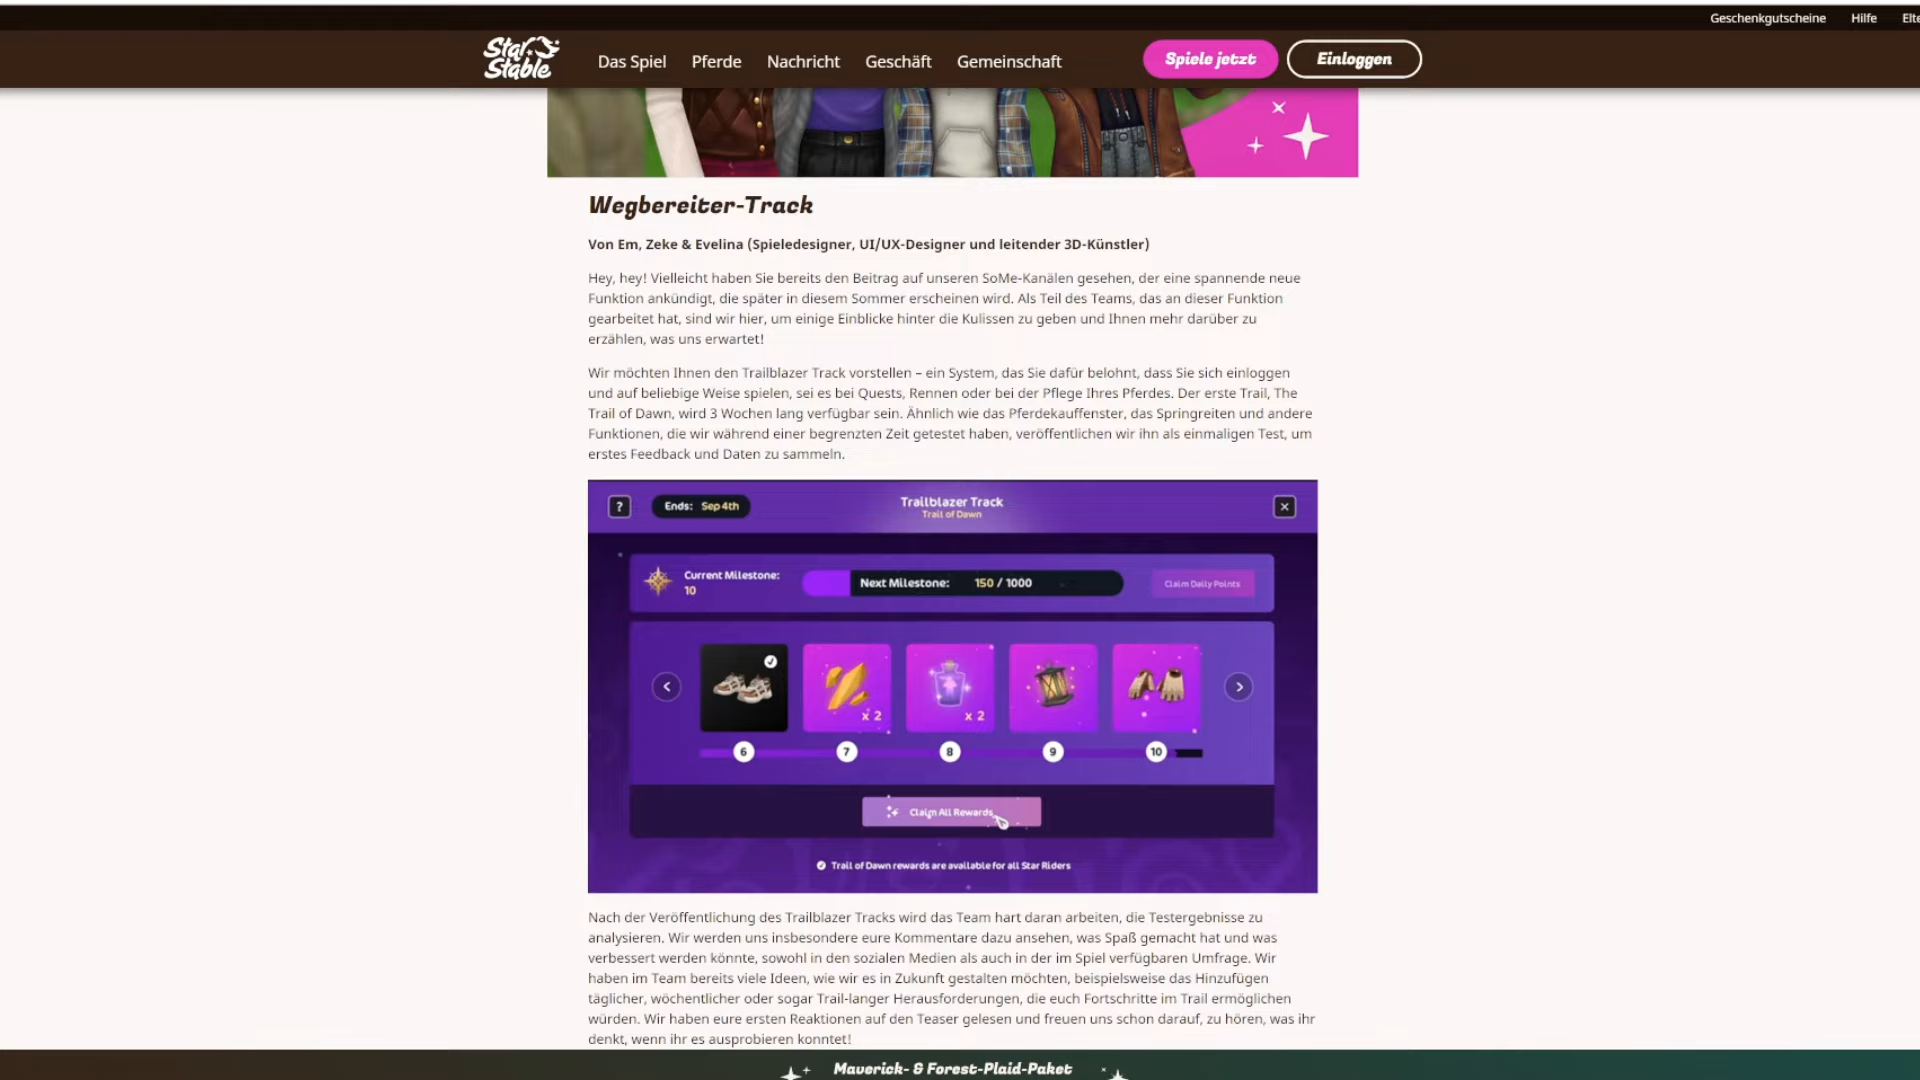 Geschenkgutscheine Hilfe Elte
Star Stable Das Spiel Pferde Nachricht Geschäft Gemeinschaft Spiele jetzt Einloggen
Wegbereiter-Track
Von Em, Zeke & Evelina (Spieledesigner, UI/UX-Designer und leitender 3D-Künstler)
Hey, hey! Vielleicht haben Sie bereits den Beitrag auf unseren SoMe-Kanälen gesehen, der eine spannende neue
Funktion ankündigt, die später in diesem Sommer erscheinen wird. Als Teil des Teams, das an dieser Funktion
gearbeitet hat, sind wir hier, um einige Einblicke hinter die Kulissen zu geben und Ihnen mehr darüber zu
erzählen, was uns erwartet!
Wir möchten Ihnen den Trailblazer Track vorstellen – ein System, das Sie dafür belohnt, dass Sie sich einloggen
und auf beliebige Weise spielen, sei es bei Quests, Rennen oder bei der Pflege Ihres Pferdes. Der erste Trail, The
Trail of Dawn, wird 3 Wochen lang verfügbar sein. Ähnlich wie das Pferdekauffenster, das Springreiten und andere
Funktionen, die wir während einer begrenzten Zeit getestet haben, veröffentlichen wir ihn als einmaligen Test, um
erstes Feedback und Daten zu sammeln.
? Ends: Sep 4th Trailblazer Track
Trail of Dawn
Current Milestone:
10
Next Milestone: 150 / 1000 Claim Daily Points
x 2 x 2
6 7 8 9 10
Claim All Rewards
Trail of Dawn rewards are available for all Star Riders
Nach der Veröffentlichung des Trailblazer Tracks wird das Team hart daran arbeiten, die Testergebnisse zu
analysieren. Wir werden uns insbesondere eure Kommentare dazu ansehen, was Spaß gemacht hat und was
verbessert werden könnte, sowohl in den sozialen Medien als auch in der im Spiel verfügbaren Umfrage. Wir
haben im Team bereits viele Ideen, wie wir es in Zukunft gestalten möchten, beispielsweise das Hinzufügen
täglicher, wöchentlicher oder sogar Trail-langer Herausforderungen, die euch Fortschritte im Trail ermöglichen
würden. Wir haben eure ersten Reaktionen auf den Teaser gelesen und freuen uns schon darauf, zu hören, was ihr
denkt, wenn ihr es ausprobieren konntet!
Maverick- & Forest-Plaid-Paket